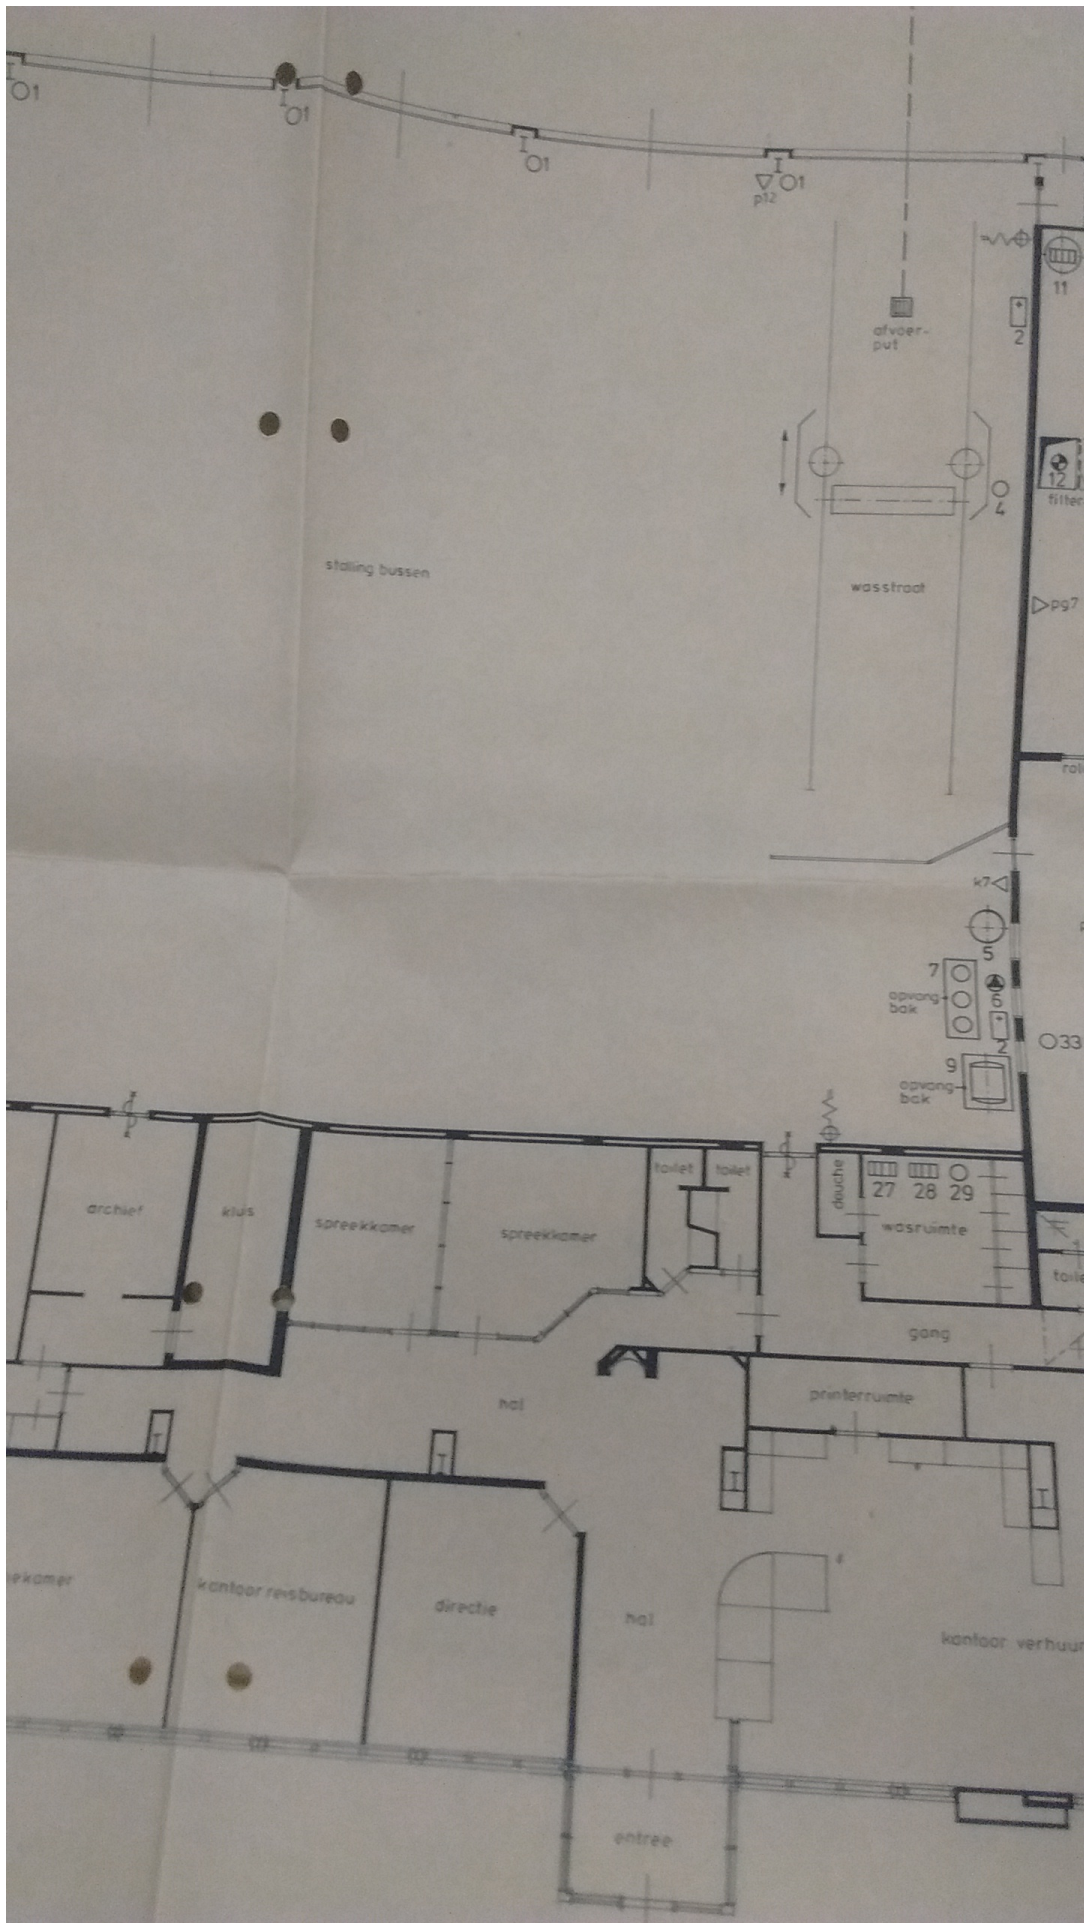 O1
O1
O1
O1
p12
11
2
afvoer-
put
12
filter
4
stalling bussen
wasstraat
pg7
k7
5
7
6
opvang
bak
2
O33
9
opvang
bak
toilet
toilet
douche
27
28
29
archief
kluis
spreekkamer
spreekkamer
wasruimte
gang
printerruimte
hal
kantoor reisbureau
directie
hal
kantoor verhuur
entree